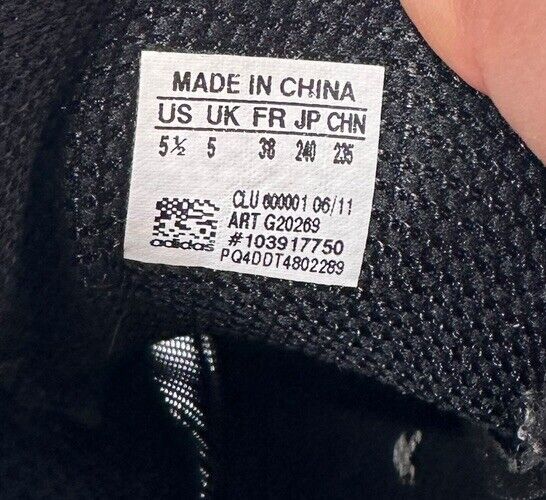 MADE IN CHINA
US UK FR JP CHN
5½ 5 38 240 235
CLU 600001 06/11
ART G20269
adidas #103917750
PQ4DDT4802289